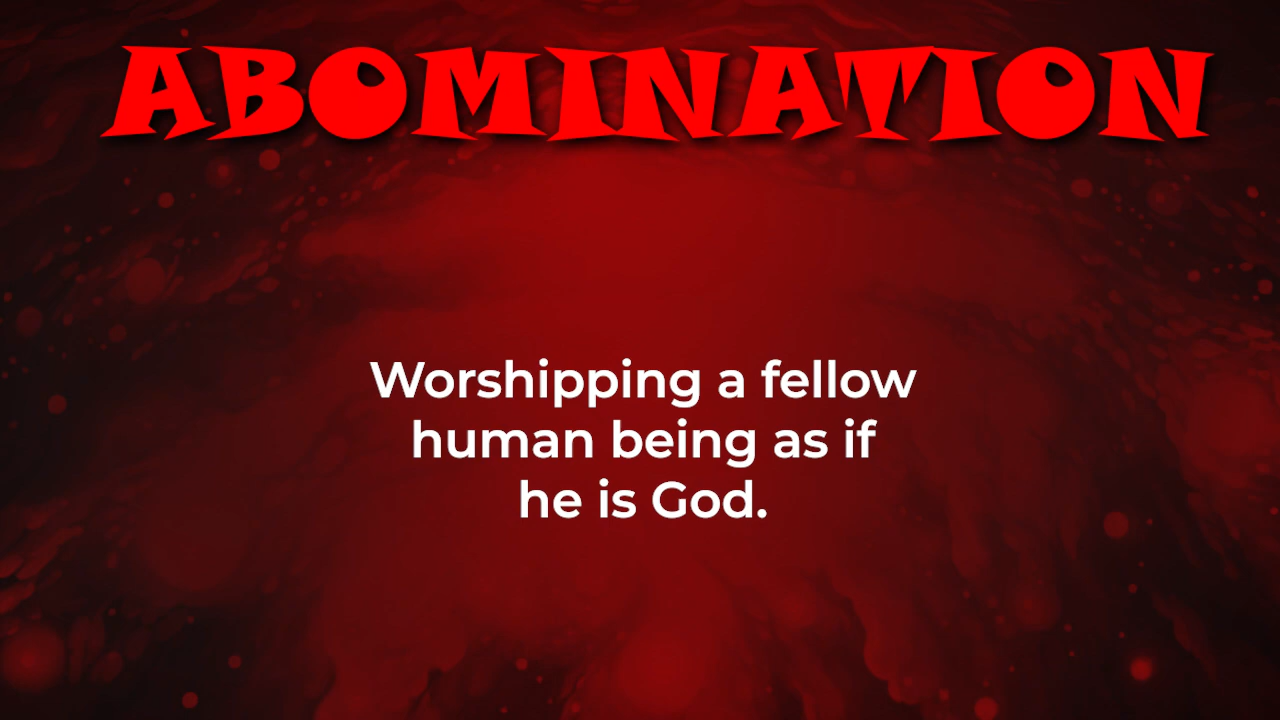 ABOMINATION
Worshipping a fellow
human being as if
he is God.